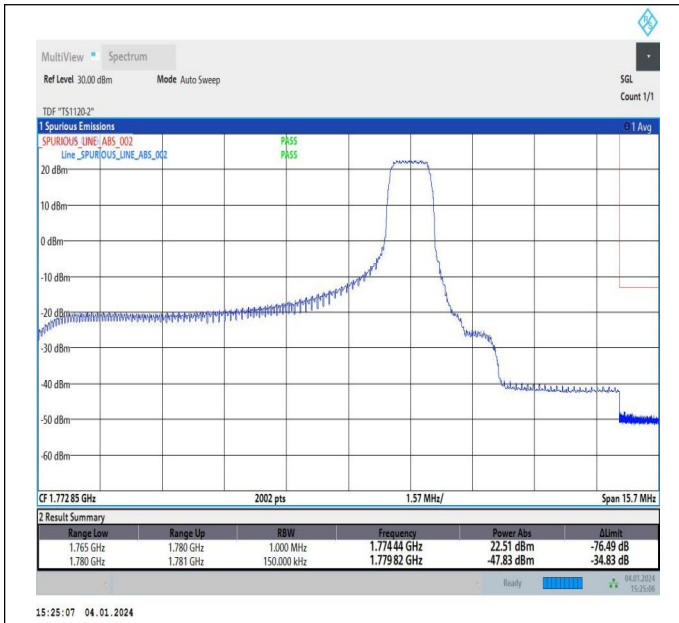 R S
MultiView Spectrum
Ref Level 30.00 dBm Mode Auto Sweep SGL
Count 1/1
TDF "TS1120-2"
1 Spurious Emissions 1 Avg
_SPURIOUS_LINE_ABS_002 PASS
Line _SPURIOUS_LINE_ABS_002 PASS
20 dBm
10 dBm
0 dBm
-10 dBm
-20 dBm
-30 dBm
-40 dBm
-50 dBm
-60 dBm
CF 1.772 85 GHz 2002 pts 1.57 MHz/ Span 15.7 MHz
2 Result Summary
Range Low Range Up RBW Frequency Power Abs ΔLimit
1.765 GHz 1.780 GHz 1.000 MHz 1.774 44 GHz 22.51 dBm -76.49 dB
1.780 GHz 1.781 GHz 150.000 kHz 1.779 82 GHz -47.83 dBm -34.83 dB
Ready 04.01.2024
15:25:06
15:25:07 04.01.2024